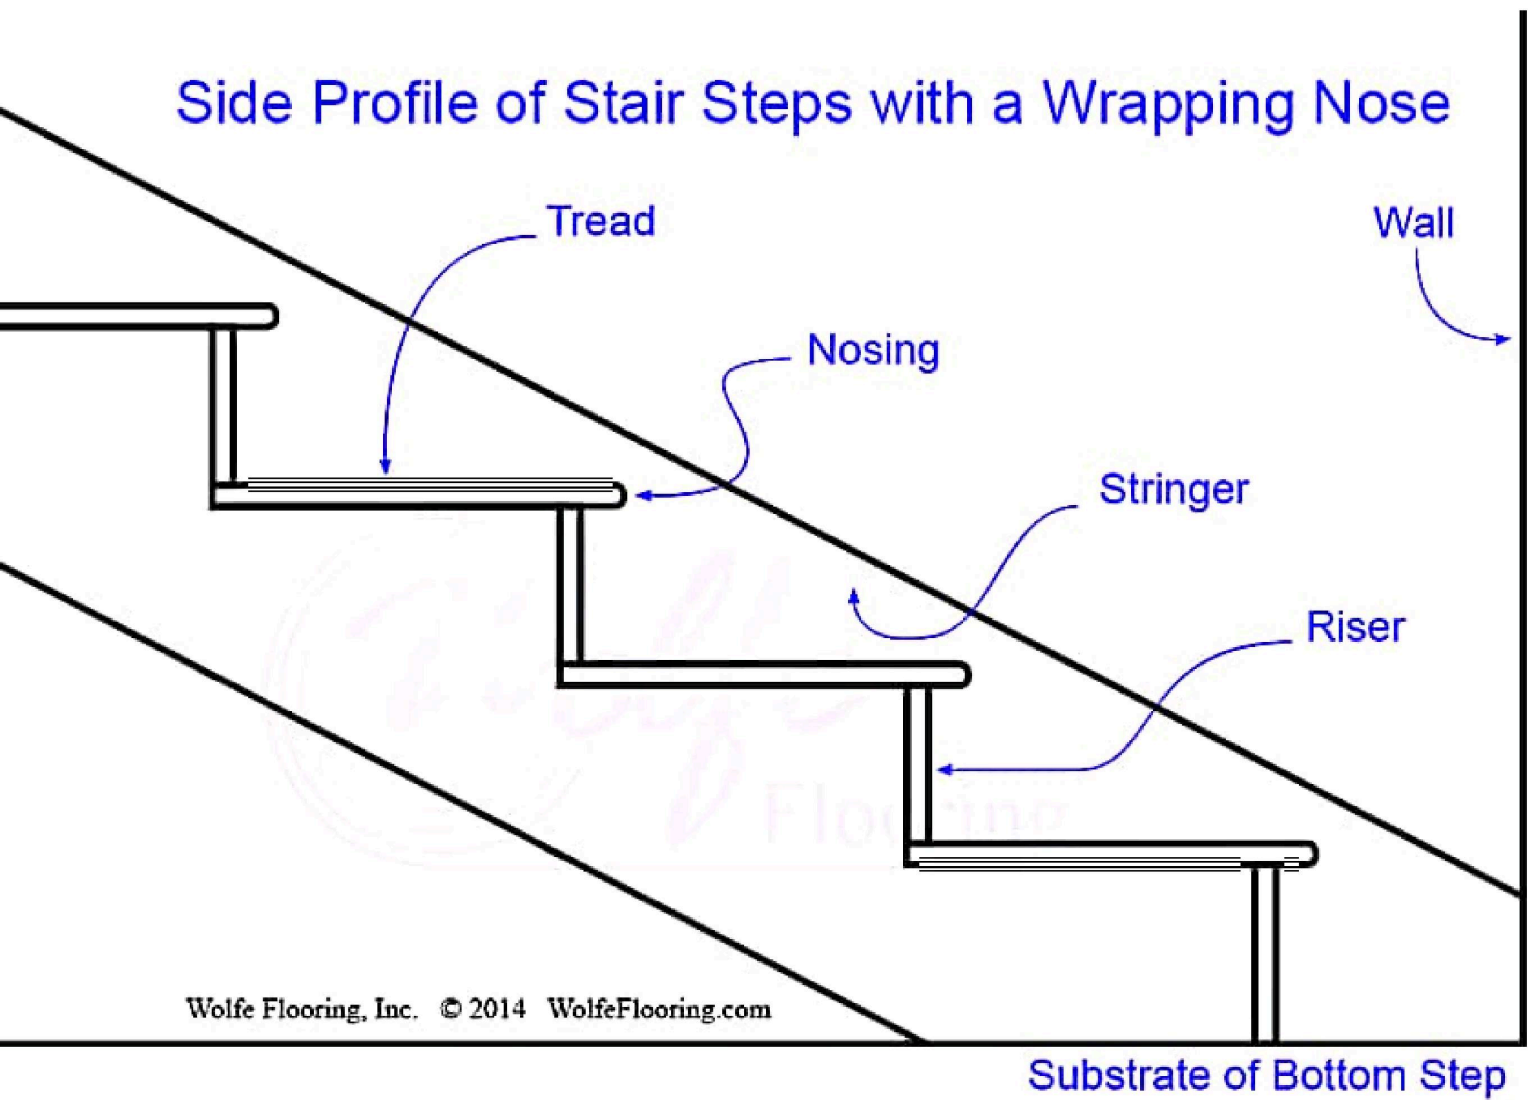 Side Profile of Stair Steps with a Wrapping Nose
Tread
Wall
Nosing
Stringer
Riser
Flooring
Wolfe Flooring, Inc. © 2014 WolfeFlooring.com
Substrate of Bottom Step